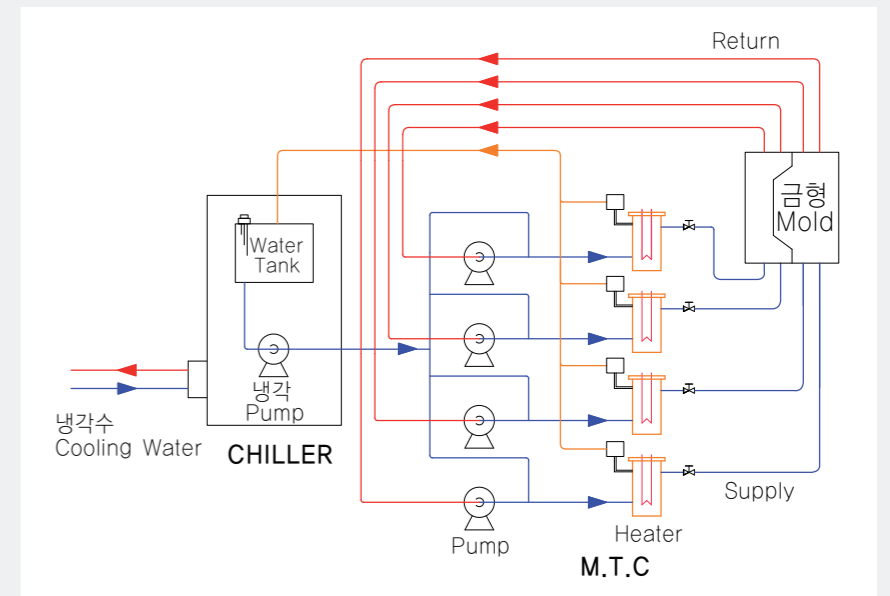 Return
금형
Mold
Water
Tank
냉각
Pump
냉각수
Cooling Water
CHILLER
Supply
Pump
Heater
M.T.C